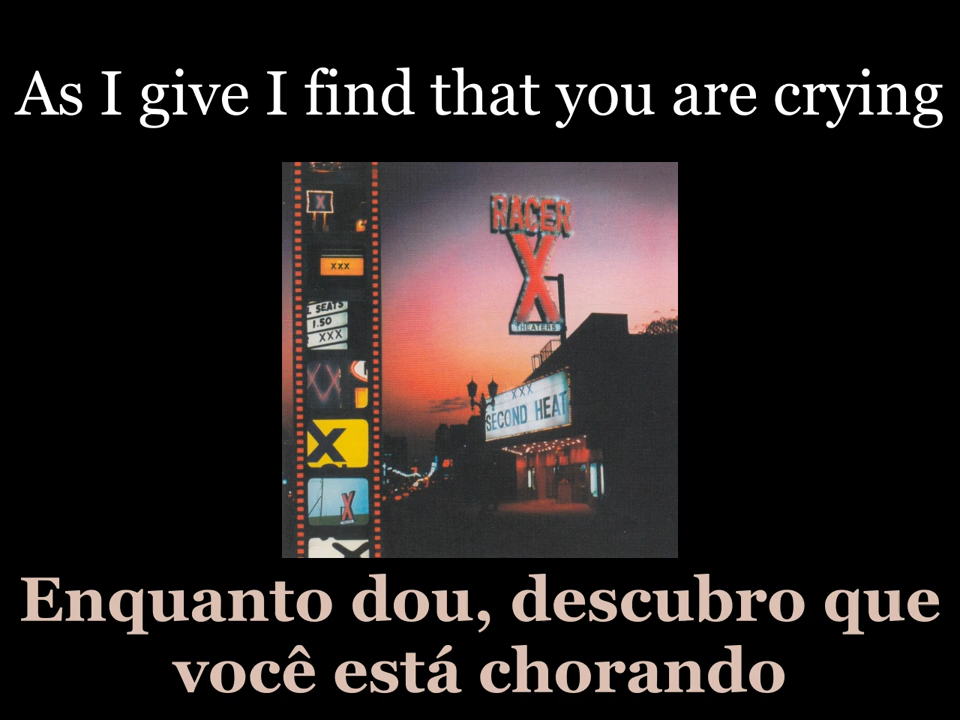 As I give I find that you are crying
RACER
X
THEATERS
XXX
SECOND HEAT
X
XXX
L SEATS
1.50
XXX
XX
X
X
Enquanto dou, descubro que
você está chorando